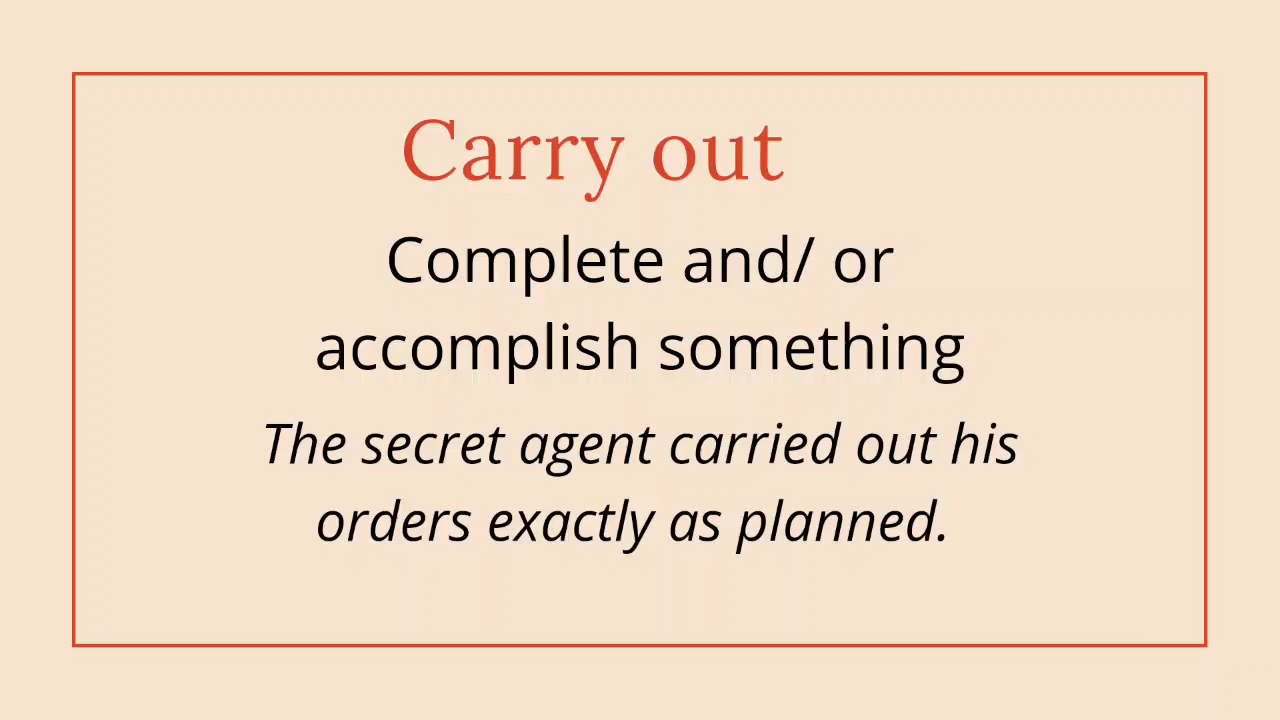 Carry out
Complete and/ or
accomplish something
The secret agent carried out his
orders exactly as planned.